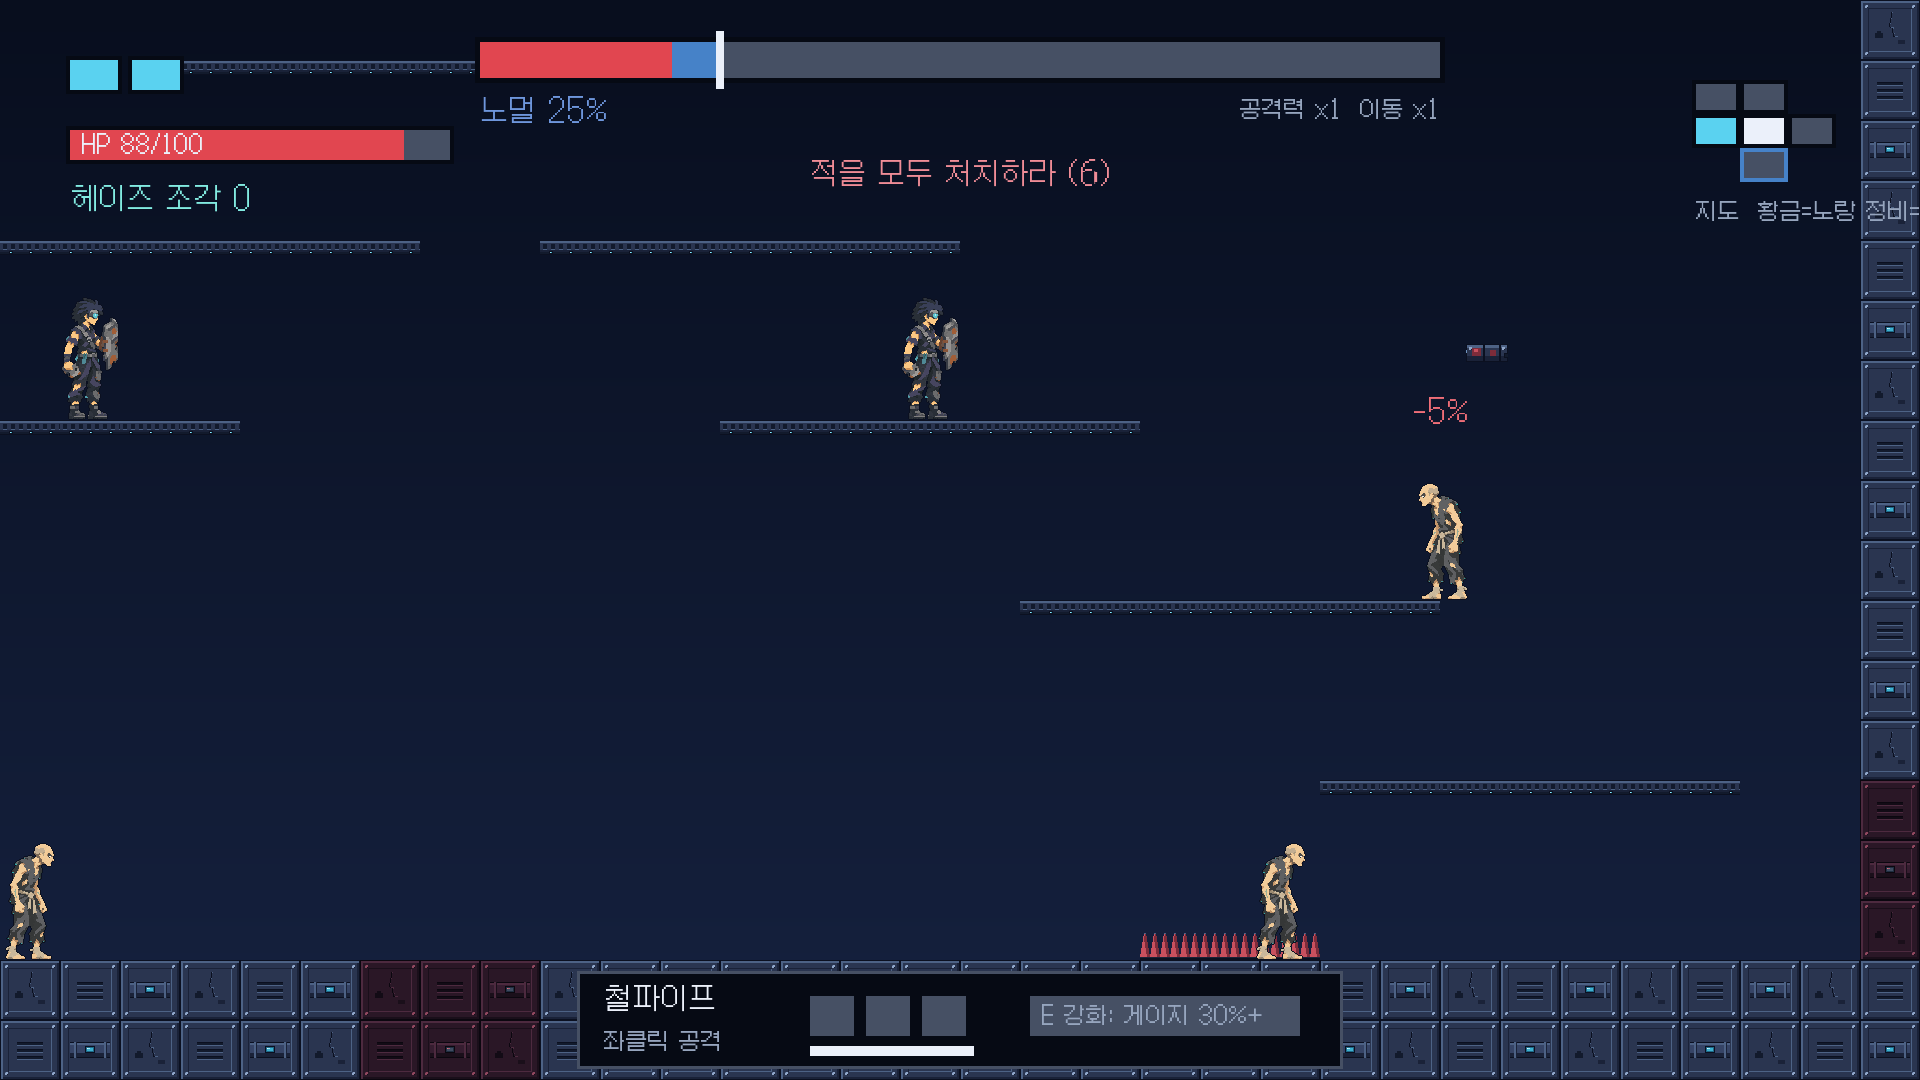 노멀 25%
공격력 x1 이동 x1
HP 88/100
적을 모두 처치하라 (6)
헤이즈 조각 0
지도 황금=노랑 정비=
-5%
철파이프
좌클릭 공격
E 강화: 게이지 30%+